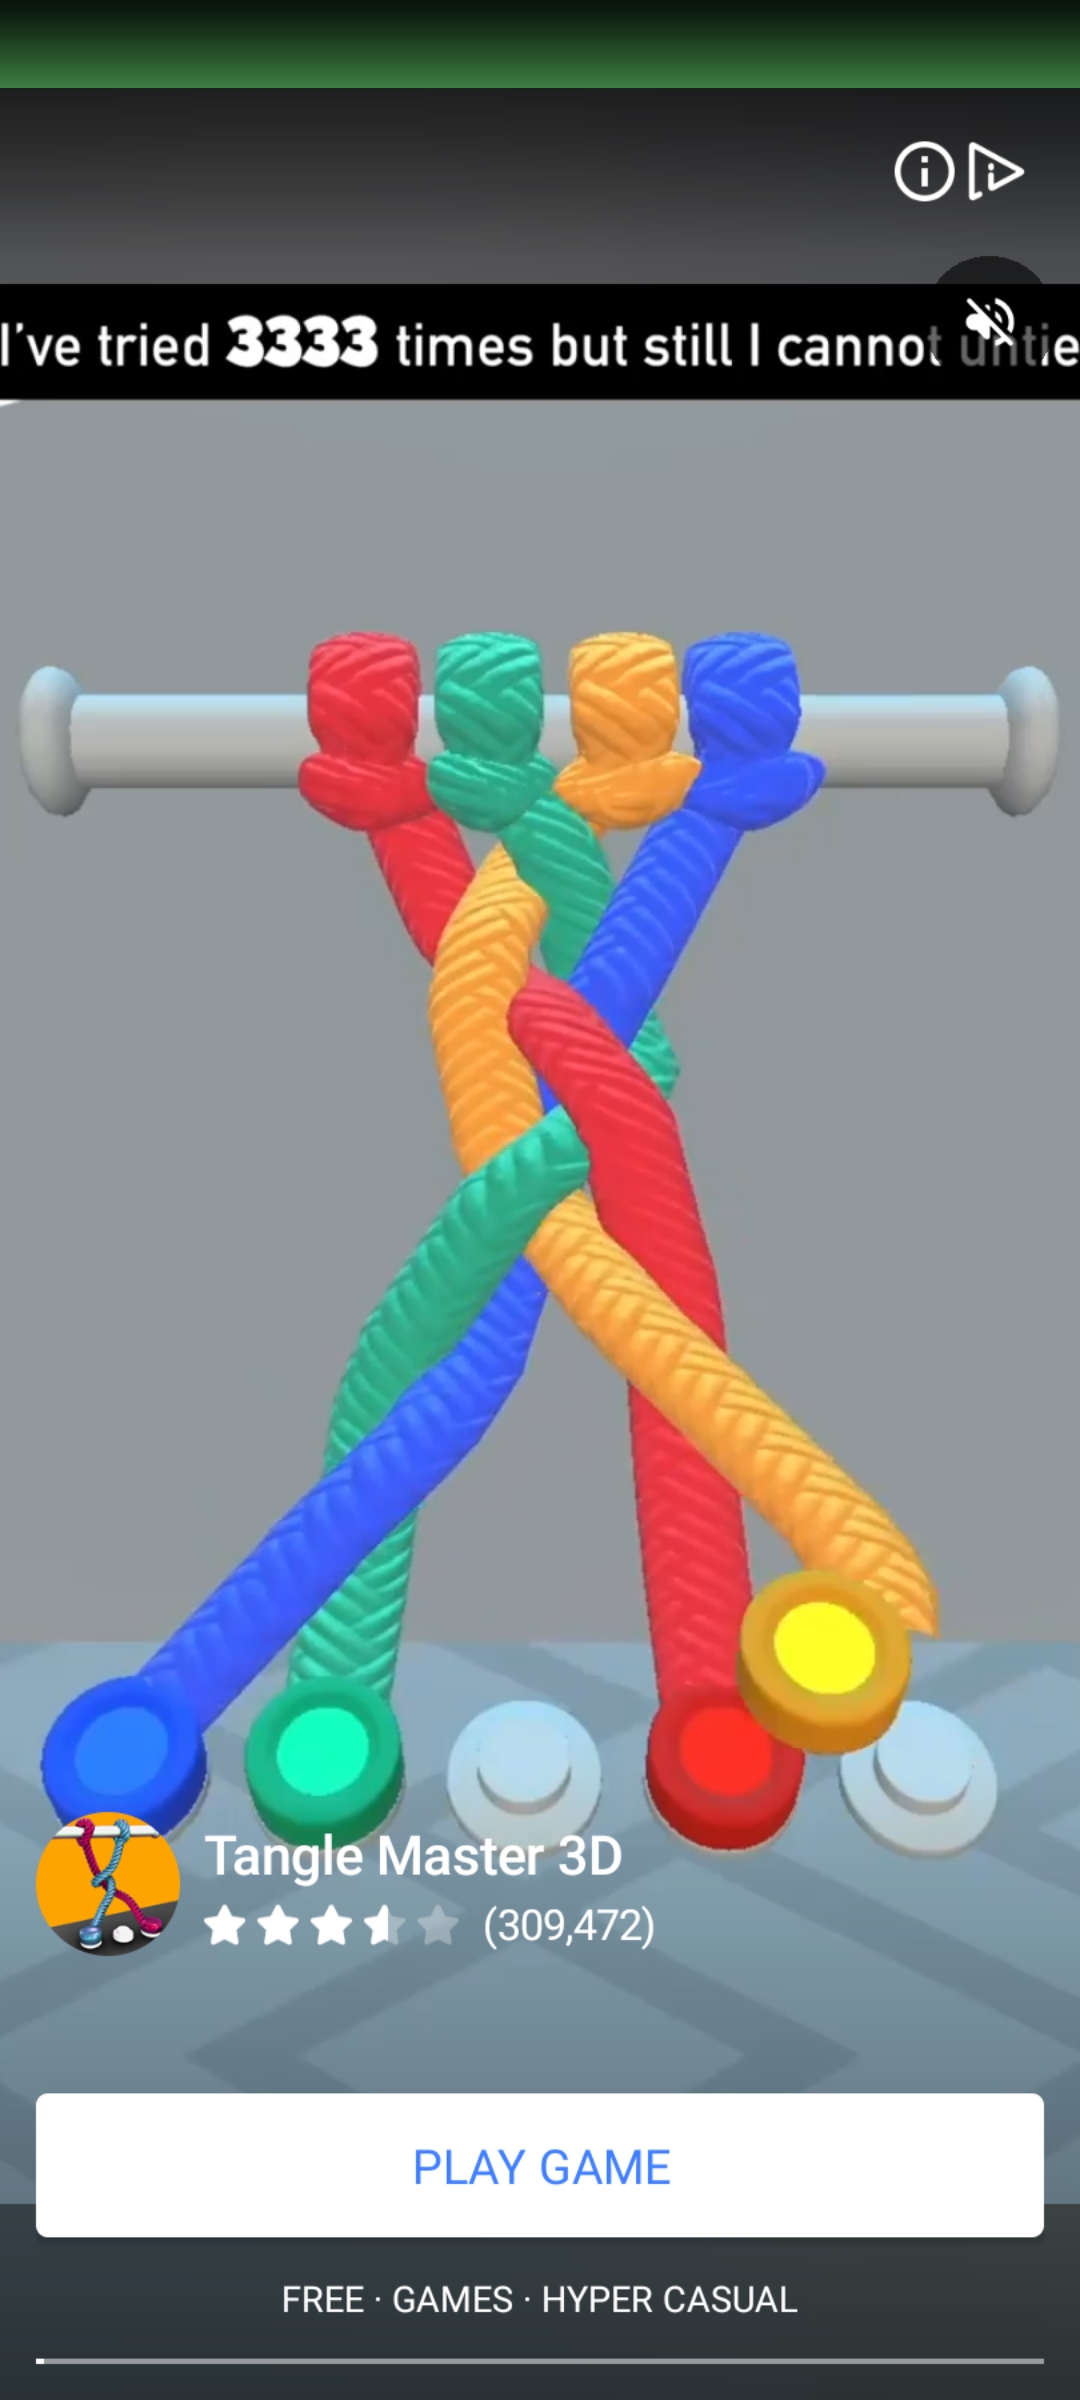 I've tried 3333 times but still I cannot untie
Tangle Master 3D
(309,472)
PLAY GAME
FREE · GAMES · HYPER CASUAL